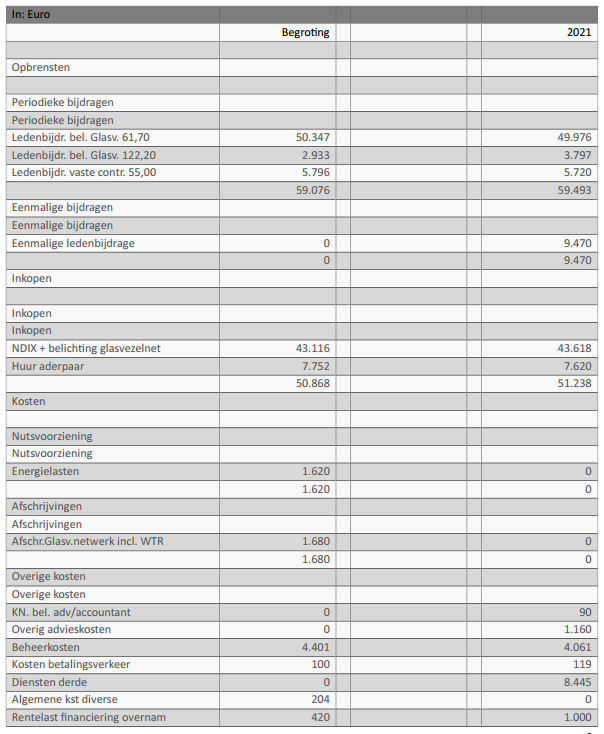 In: Euro
Begroting 2021
Opbrensten
Periodieke bijdragen
Periodieke bijdragen
Ledenbijdr. bel. Glasv. 61,70 50.347 49.976
Ledenbijdr. bel. Glasv. 122,20 2.933 3.797
Ledenbijdr. vaste contr. 55,00 5.796 5.720
59.076 59.493
Eenmalige bijdragen
Eenmalige bijdragen
Eenmalige ledenbijdrage 0 9.470
0 9.470
Inkopen
Inkopen
Inkopen
NDIX + belichting glasvezelnet 43.116 43.618
Huur aderpaar 7.752 7.620
50.868 51.238
Kosten
Nutsvoorziening
Nutsvoorziening
Energielasten 1.620 0
1.620 0
Afschrijvingen
Afschrijvingen
Afschr.Glasv.netwerk incl. WTR 1.680 0
1.680 0
Overige kosten
Overige kosten
KN. bel. adv/accountant 0 90
Overig advieskosten 0 1.160
Beheerkosten 4.401 4.061
Kosten betalingsverkeer 100 119
Diensten derde 0 8.445
Algemene kst diverse 204 0
Rentelast financiering overnam 420 1.000